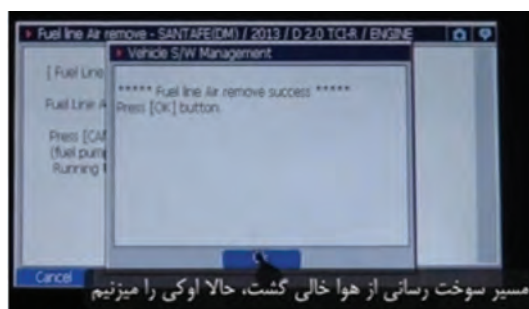 Fuel line Air remove - SANTAFE(DM) / 2013 / D 2.0 TCI-R / ENGINE
Vehicle S/W Management
[ Fuel Line
***** Fuel line Air remove success *****
Fuel Line A
Press [OK] button.
Press [CAN
(fuel pump
Running t
Cancel
مسیر سوخت رسانی از هوا خالی گشت، حالا اوکی را میزنیم